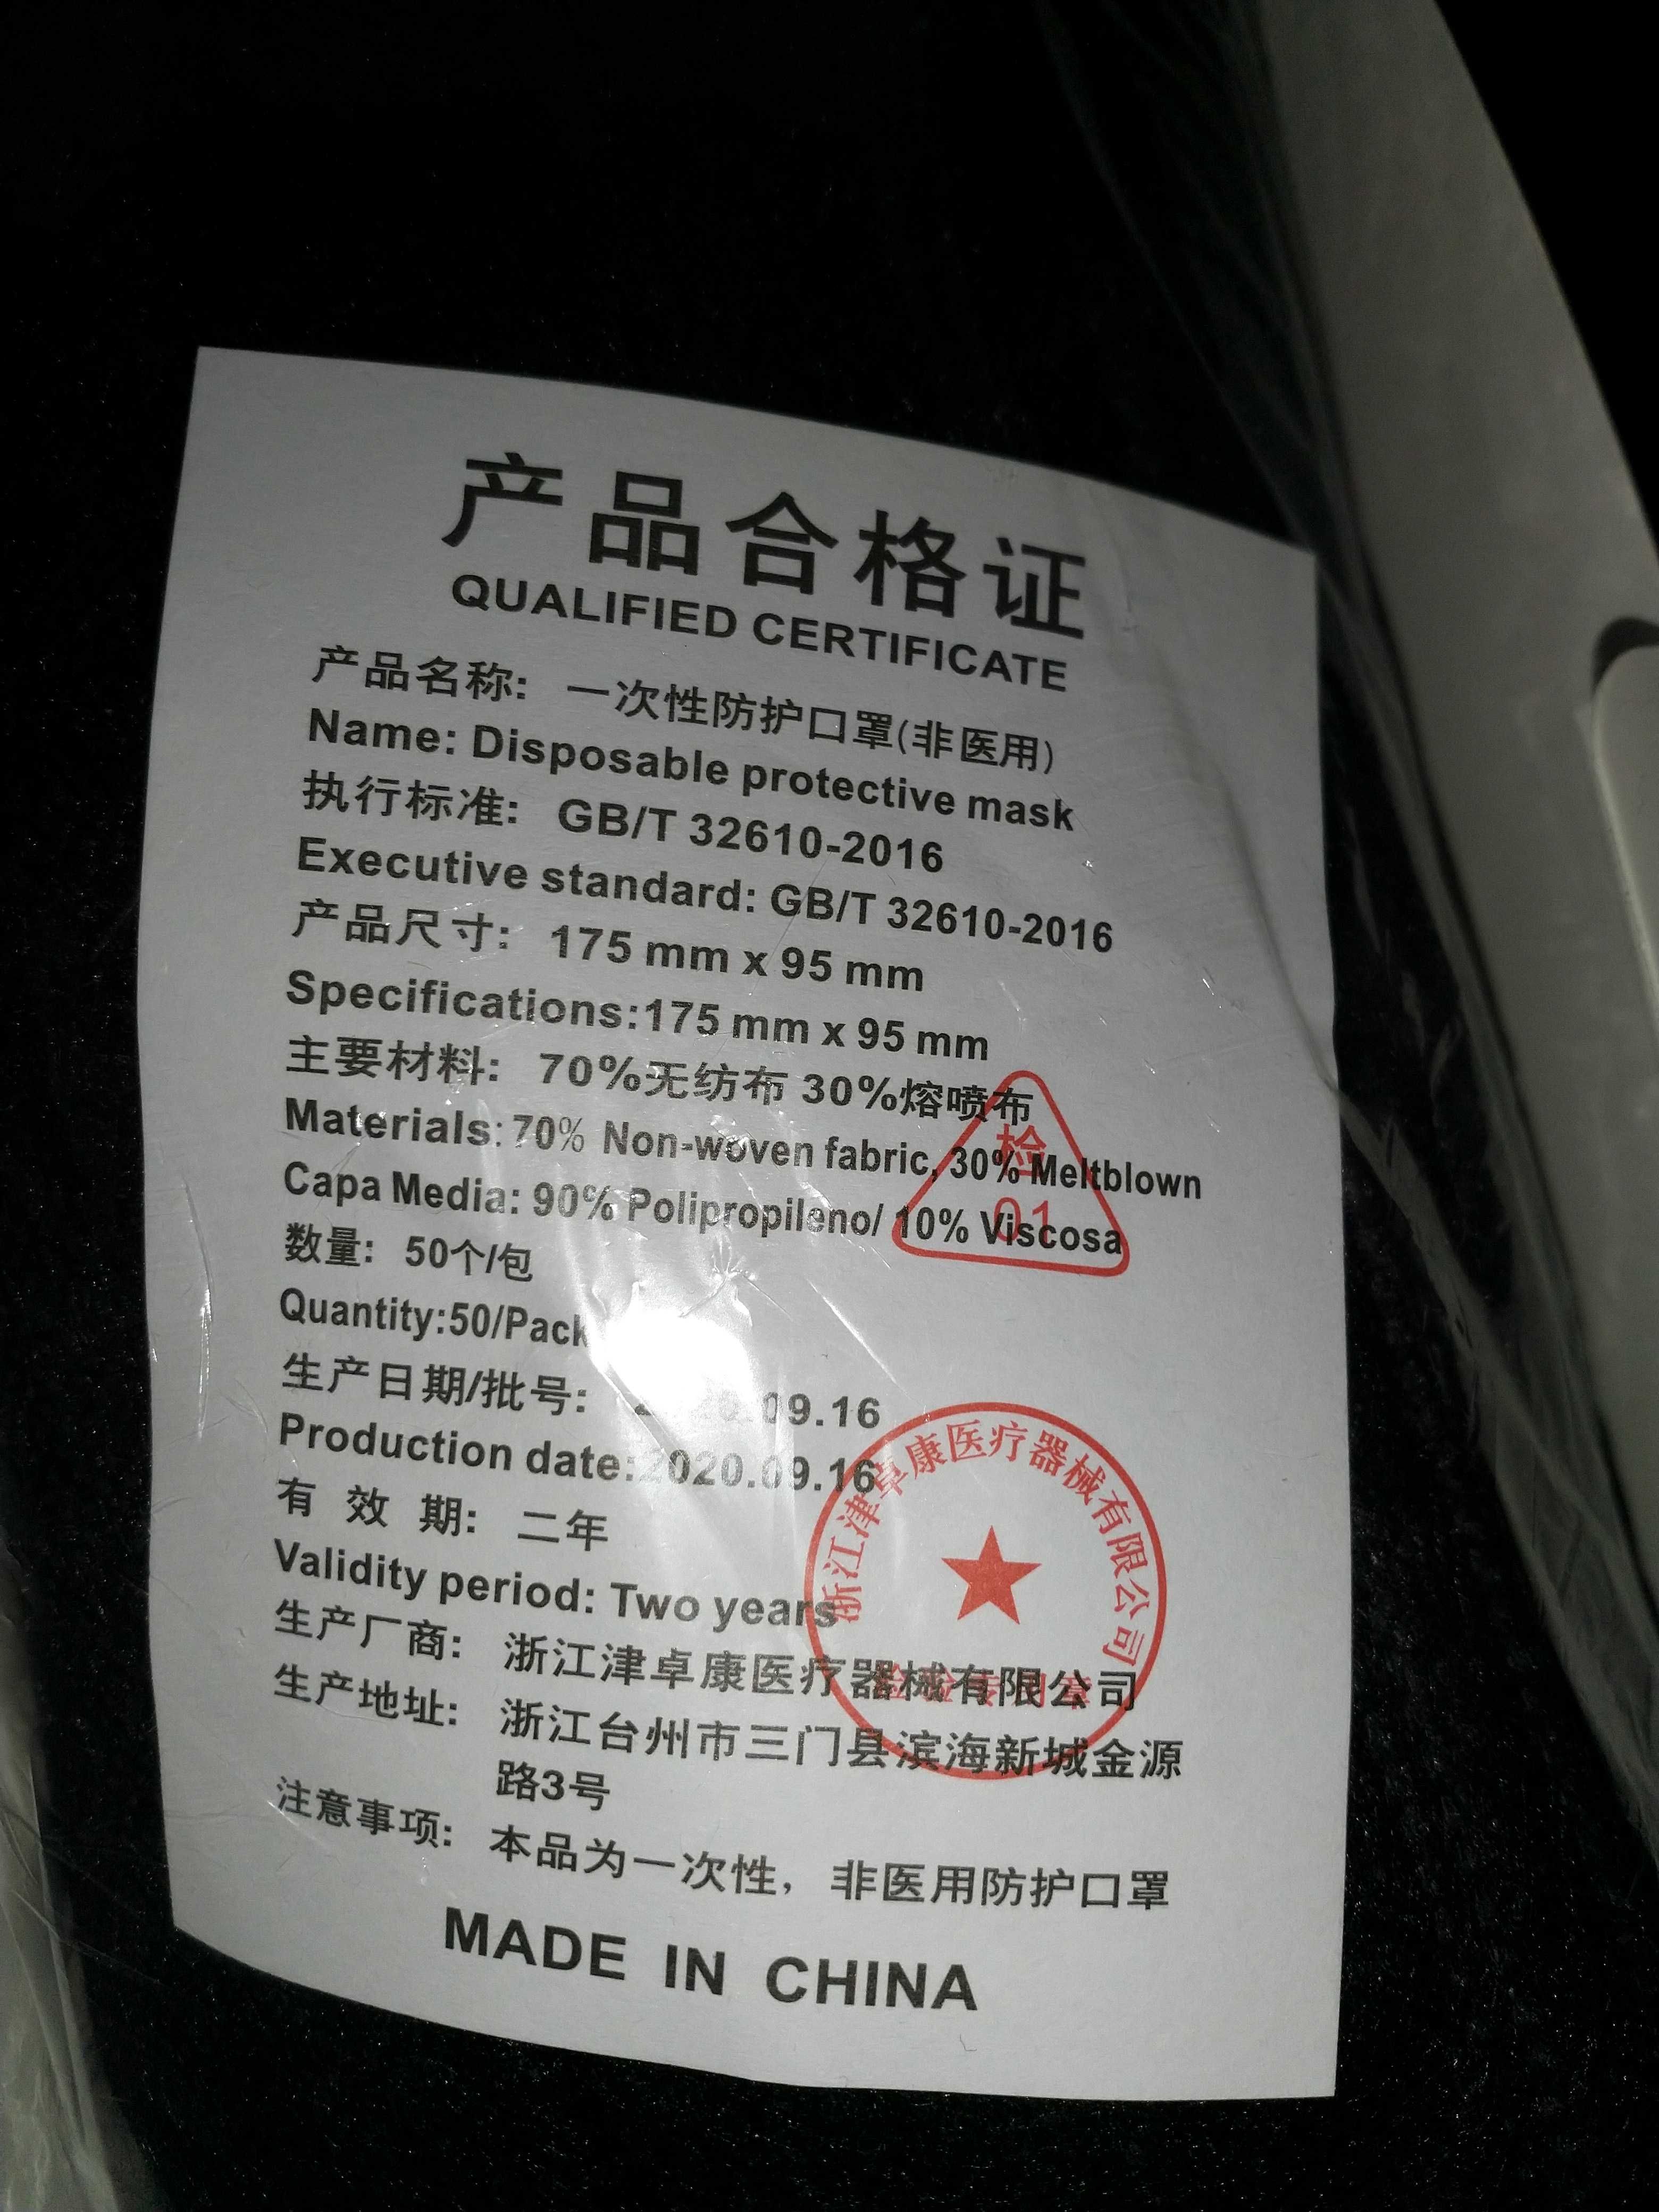 产品合格证
QUALIFIED CERTIFICATE
产品名称: 一次性防护口罩(非医用)
Name: Disposable protective mask
执行标准: GB/T 32610-2016
Executive standard: GB/T 32610-2016
产品尺寸: 175 mm x 95 mm
Specifications:175 mm x 95 mm
主要材料: 70%无纺布 30%熔喷布
Materials: 70% Non-woven fabric, 30% Meltblown
Capa Media: 90% Polipropileno/ 10% Viscosa
检
01
数量: 50个/包
Quantity:50/Pack
生产日期/批号: 09.16
Production date:2020.09.16
有效期: 二年
Validity period: Two years
浙江津卓康医疗器械有限公司
生产厂商: 浙江津卓康医疗器械有限公司
生产地址: 浙江台州市三门县滨海新城金源
路3号
注意事项: 本品为一次性，非医用防护口罩
MADE IN CHINA